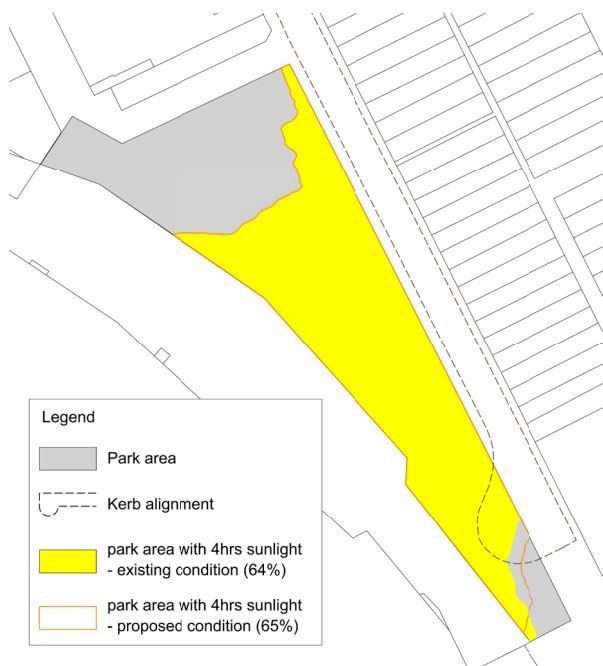 Legend
Park area
Kerb alignment
park area with 4hrs sunlight
- existing condition (64%)
park area with 4hrs sunlight
- proposed condition (65%)